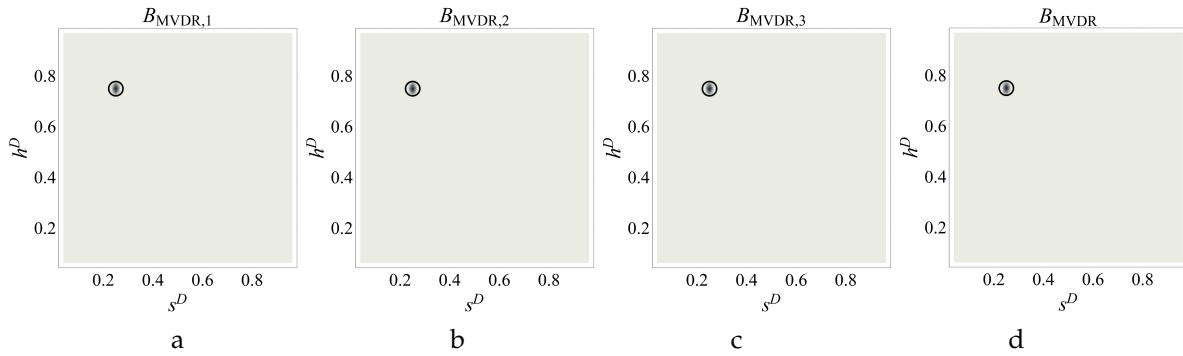 B_MVDR,1 B_MVDR,2 B_MVDR,3 B_MVDR
0.8 0.8 0.8 0.8
0.6 0.6 0.6 0.6
h^D h^D h^D h^D
0.4 0.4 0.4 0.4
0.2 0.2 0.2 0.2
0.2 0.4 0.6 0.8 0.2 0.4 0.6 0.8 0.2 0.4 0.6 0.8 0.2 0.4 0.6 0.8
s^D s^D s^D s^D
a b c d